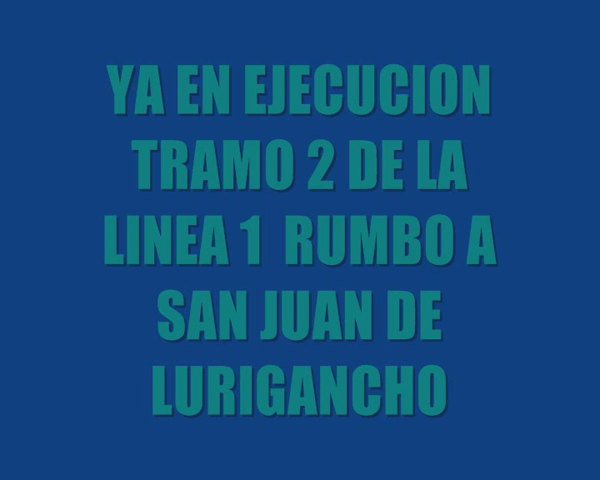 YA EN EJECUCION
TRAMO 2 DE LA
LINEA 1 RUMBO A
SAN JUAN DE
LURIGANCHO